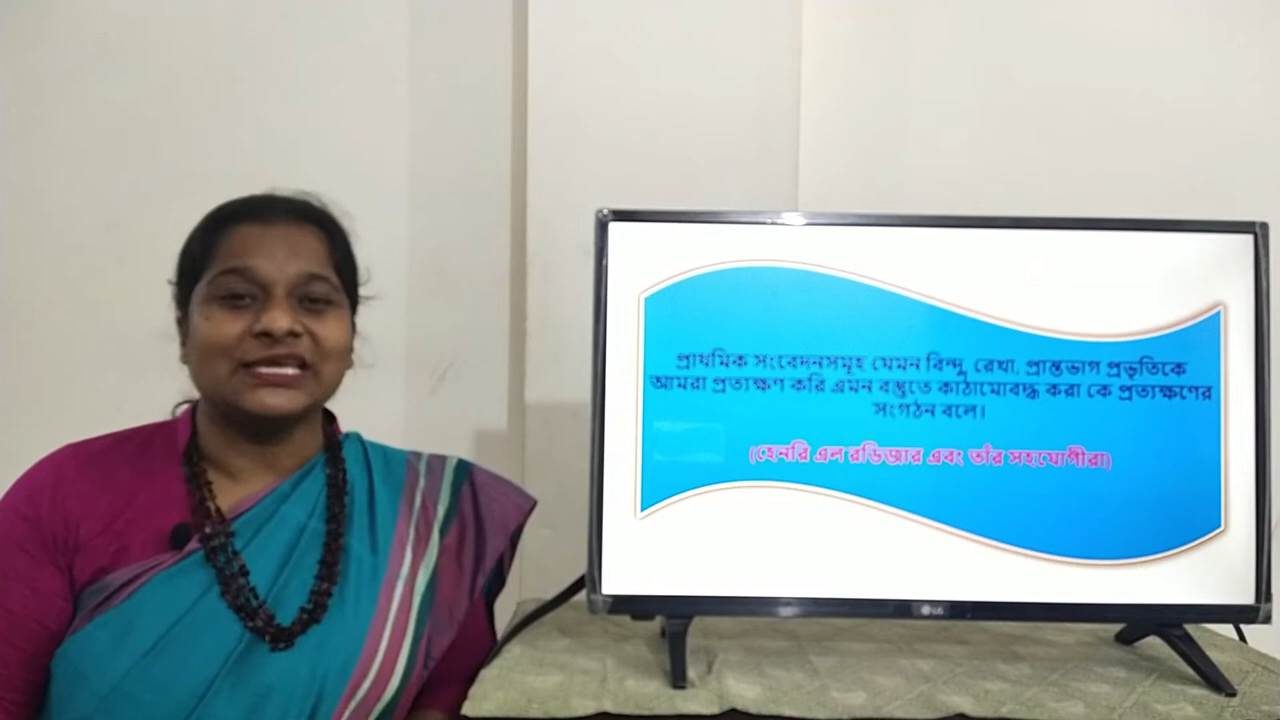 প্রাথমিক সংবেদনসমূহ যেমন বিন্দু, রেখা, প্রান্তভাগ প্রভৃতিকে
আমরা প্রত্যক্ষণ করি এমন বস্তুতে কাঠামোবদ্ধ করা কে প্রত্যক্ষণের
সংগঠন বলে।
(হেনরি এল রডিজার এবং তাঁর সহযোগীরা)
LG